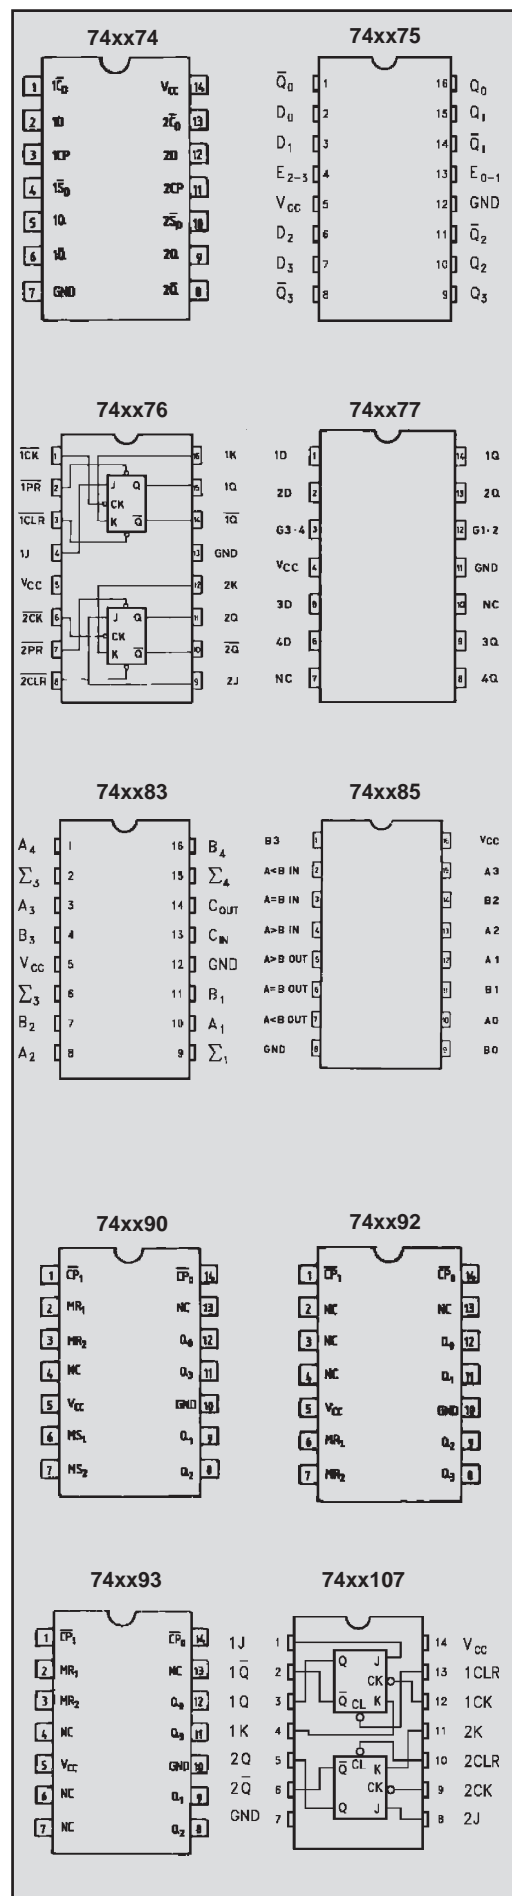 74xx74 74xx75
1 1C̅D VCC 14
2 1D 2C̅D 13
3 1CP 2D 12
4 1S̅D 2CP 11
5 1Q 2S̅D 10
6 1Q̅ 2Q 9
7 GND 2Q̅ 8
Q̅0 1 16 Q0
D0 2 15 Q1
D1 3 14 Q̅1
E2-3 4 13 E0-1
VCC 5 12 GND
D2 6 11 Q̅2
D3 7 10 Q2
Q̅3 8 9 Q3
74xx76 74xx77
1̅C̅K̅ 1 16 1K
1̅P̅R̅ 2 J Q 15 1Q
CK
1̅C̅L̅R̅ 3 K Q̅ 14 1̅Q̅
1J 4 13 GND
VCC 5 12 2K
2̅C̅K̅ 6 J Q 11 2Q
CK
2̅P̅R̅ 7 K Q̅ 10 2̅Q̅
2̅C̅L̅R̅ 8 9 2J
1D 1 14 1Q
2D 2 13 2Q
G3·4 3 12 G1·2
VCC 4 11 GND
3D 10 NC
4D 6 9 3Q
NC 7 8 4Q
74xx83 74xx85
A4 1 16 B4
Σ3 2 15 Σ4
A3 3 14 COUT
B3 4 13 CIN
VCC 5 12 GND
Σ3 6 11 B1
B2 7 10 A1
A2 8 9 Σ1
B3 1 16 VCC
A<B IN 2 15 A3
A=B IN 3 14 B2
A>B IN 4 13 A2
A>B OUT 5 12 A1
A=B OUT 6 11 B1
A<B OUT 7 10 A0
GND 8 9 B0
74xx90 74xx92
1 C̅P̅1 C̅P̅0 14
2 MR1 NC 13
3 MR2 Q0 12
4 NC Q3 11
5 VCC GND 10
6 MS1 Q1 9
7 MS2 Q2 8
1 C̅P̅1 C̅P̅0 14
2 NC NC 13
3 NC Q0 12
4 NC Q1 11
5 VCC GND 10
6 MR1 Q2 9
7 MR2 Q3 8
74xx93 74xx107
1 C̅P̅1 C̅P̅0 14
2 MR1 NC 13
3 MR2 Q0 12
4 NC Q3 11
5 VCC GND 10
6 NC Q1 9
7 NC Q2 8
1J 1 14 VCC
1Q̅ 2 Q J 13 1CLR
CK
1Q 3 Q̅ K 12 1CK
CL
1K 4 11 2K
2Q 5 CL 10 2CLR
Q̅ K
2Q̅ 6 CK 9 2CK
GND 7 Q J 8 2J